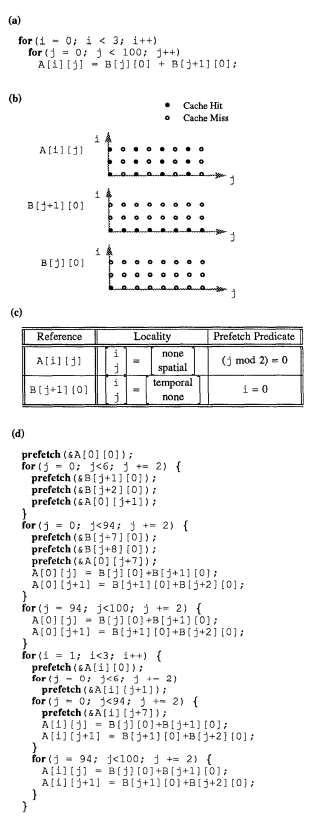 (a)
for(i = 0; i < 3; i++)
for(j = 0; j < 100; j++)
A[i][j] = B[j][0] + B[j+1][0];
(b)
Cache Hit
Cache Miss
i
A[i][j]
j
i
B[j+1][0]
j
i
B[j][0]
j
(c)
Reference Locality Prefetch Predicate
A[i][j] i j = none spatial (j mod 2) = 0
B[j+1][0] i j = temporal none i = 0
(d)
prefetch(&A[0][0]);
for(j = 0; j<6; j += 2) {
prefetch(&B[j+1][0]);
prefetch(&B[j+2][0]);
prefetch(&A[0][j+1]);
}
for(j = 0; j<94; j += 2) {
prefetch(&B[j+7][0]);
prefetch(&B[j+8][0]);
prefetch(&A[0][j+7]);
A[0][j] = B[j][0]+B[j+1][0];
A[0][j+1] = B[j+1][0]+B[j+2][0];
}
for(j = 94; j<100; j += 2) {
A[0][j] = B[j][0]+B[j+1][0];
A[0][j+1] = B[j+1][0]+B[j+2][0];
}
for(i = 1; i<3; i++) {
prefetch(&A[i][0]);
for(j = 0; j<6; j += 2)
prefetch(&A[i][j+1]);
for(j = 0; j<94; j += 2) {
prefetch(&A[i][j+7]);
A[i][j] = B[j][0]+B[j+1][0];
A[i][j+1] = B[j+1][0]+B[j+2][0];
}
for(j = 94; j<100; j += 2) {
A[i][j] = B[j][0]+B[j+1][0];
A[i][j+1] = B[j+1][0]+B[j+2][0];
}
}